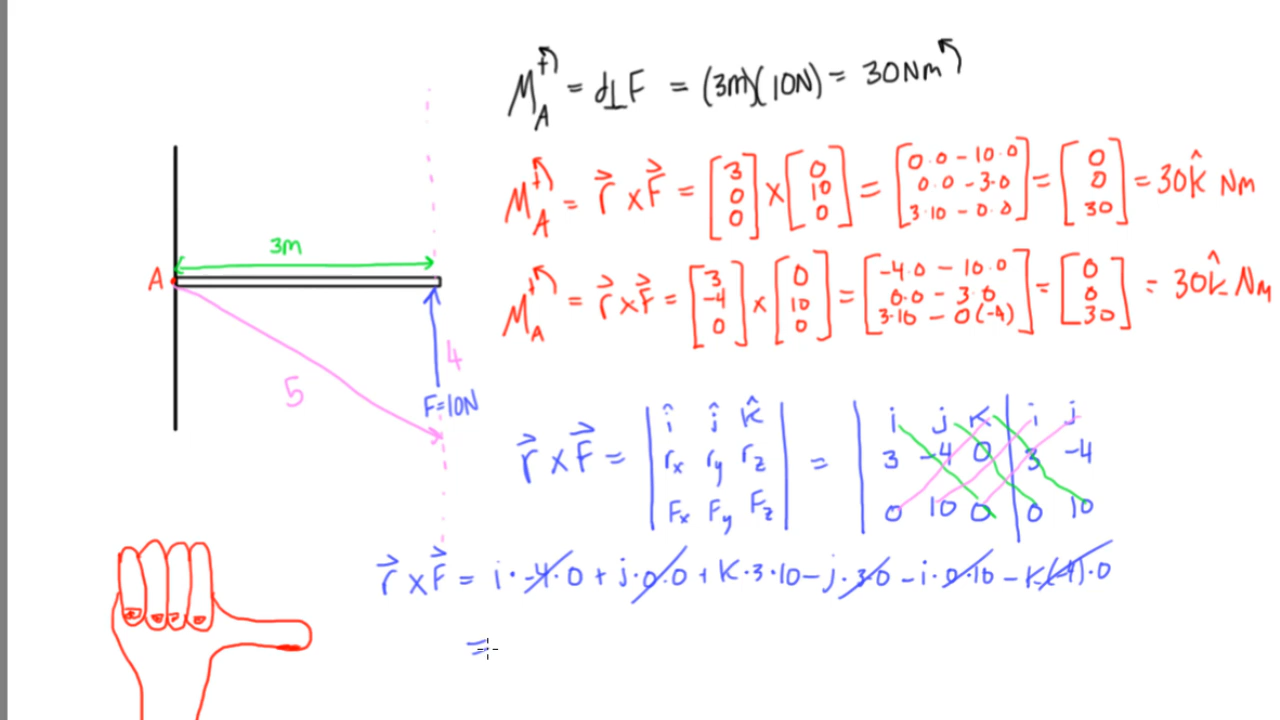 M_A = d⊥F = (3m)(10N) = 30Nm
M_A = r⃗ × F⃗ = [3 0 0] × [0 10 0] = [0·0 − 10·0 0·0 − 3·0 3·10 − 0·0] = [0 0 30] = 30k̂ Nm
3m
A
M_A = r⃗ × F⃗ = [3 -4 0] × [0 10 0] = [-4·0 − 10·0 0·0 − 3·0 3·10 − 0(-4)] = [0 0 30] = 30k̂ Nm
4
5
F=10N
r⃗ × F⃗ = | î ĵ k̂ | = | i j k | i j
rx ry rz 3 -4 0 3 -4
Fx Fy Fz 0 10 0 0 10
r⃗ × F⃗ = i·-4·0 + j·0·0 + k·3·10 − j·3·0 − i·0·10 − k(-4)·0
=